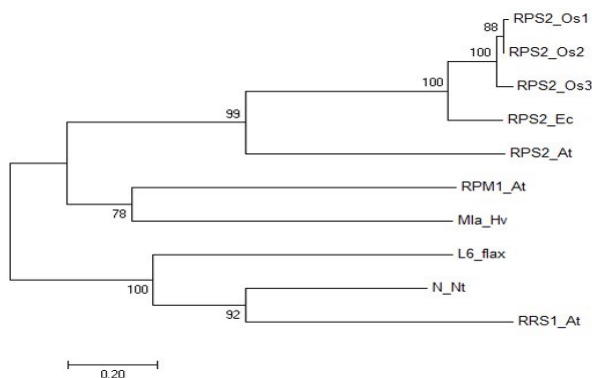 88
RPS2_Os1
100
RPS2_Os2
100
RPS2_Os3
99
RPS2_Ec
RPS2_At
RPM1_At
78
Mla_Hv
L6_flax
100
N_Nt
92
RRS1_At
0.20